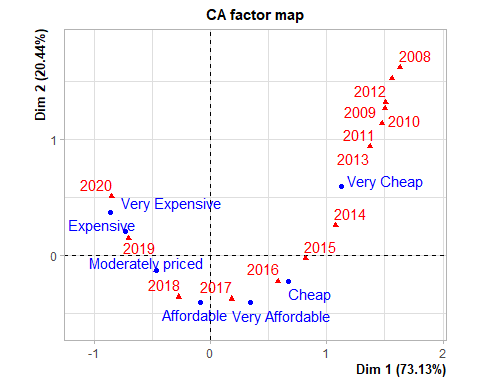 CA factor map
Dim 2 (20.44%)
2008
2012
2009
2010
2011
2013
Very Cheap
2020
Very Expensive
2014
Expensive
2019
2015
Moderately priced
2016
2018
2017
Cheap
Affordable
Very Affordable
1
0
-1
0
1
2
Dim 1 (73.13%)